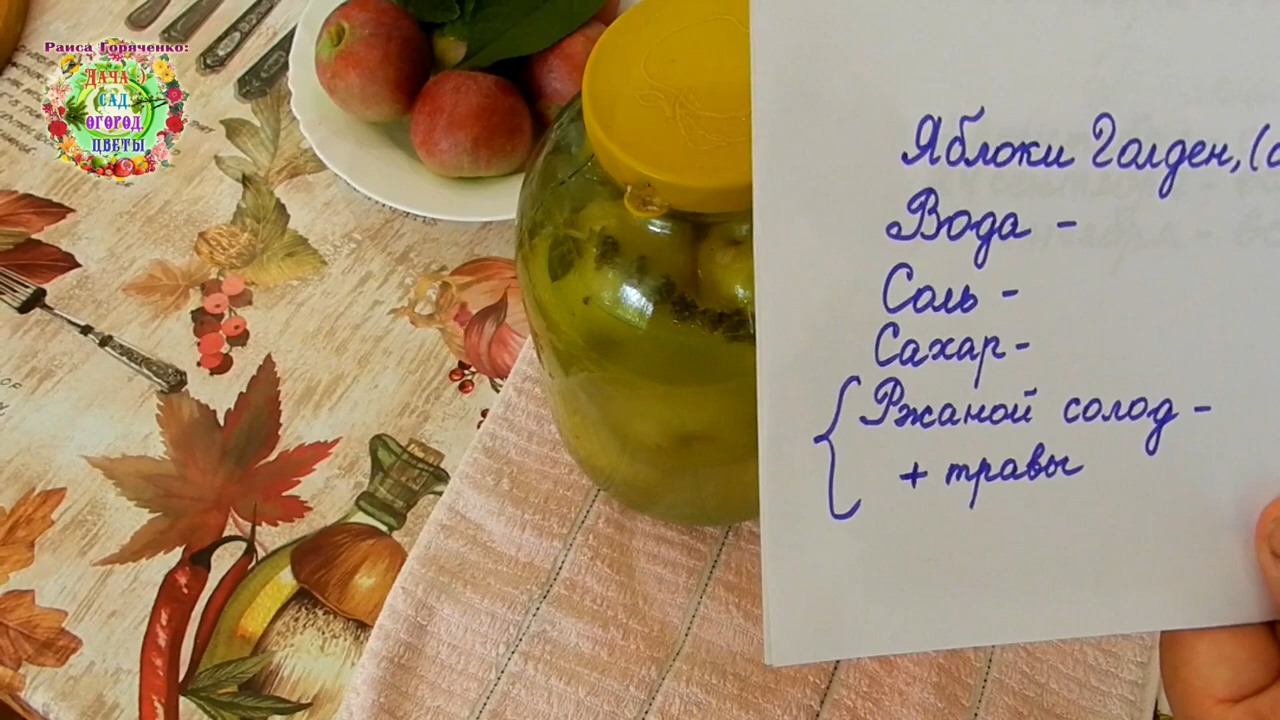 Раиса Горяченко:
ДАЧА :)
САД,
ОГОРОД,
ЦВЕТЫ
Яблоки Голден, (
Вода -
Соль -
Сахар -
Ржаной солод -
+ травы